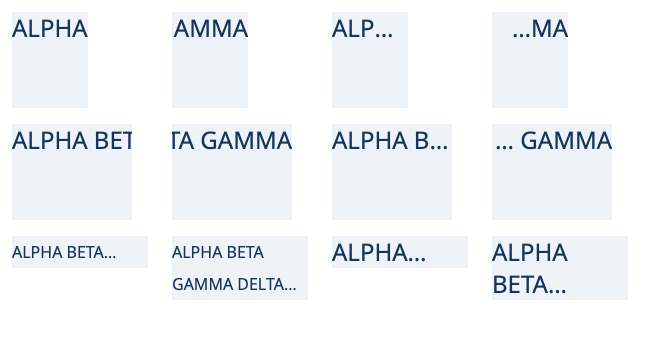 ALPHA
AMMA
ALP...
...MA
ALPHA BET
TA GAMMA
ALPHA B...
... GAMMA
ALPHA BETA...
ALPHA BETA
GAMMA DELTA...
ALPHA...
ALPHA
BETA...